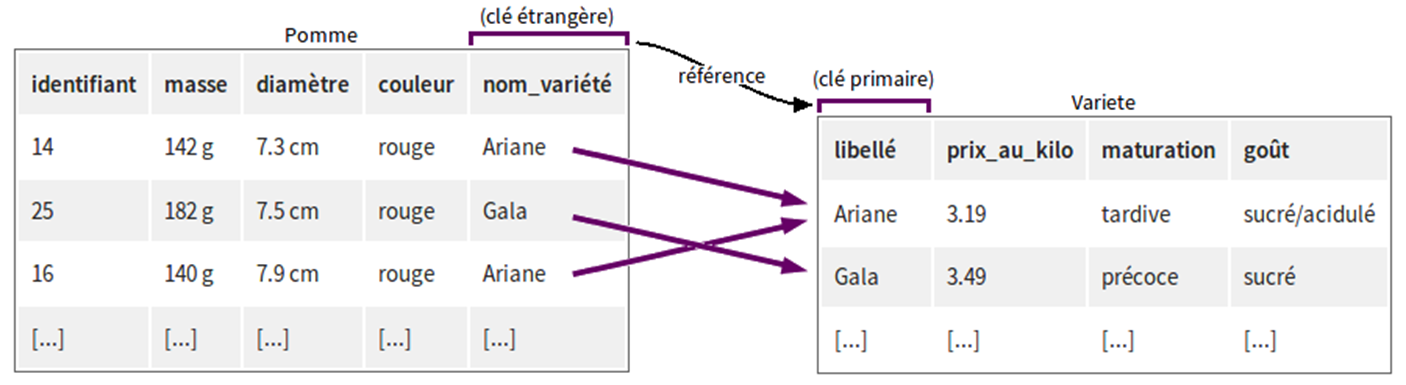 (clé étrangère)
Pomme
identifiant masse diamètre couleur nom_variété
14 142 g 7.3 cm rouge Ariane
25 182 g 7.5 cm rouge Gala
16 140 g 7.9 cm rouge Ariane
[...] [...] [...] [...] [...]
référence
(clé primaire)
Variete
libellé prix_au_kilo maturation goût
Ariane 3.19 tardive sucré/acidulé
Gala 3.49 précoce sucré
[...] [...] [...] [...]